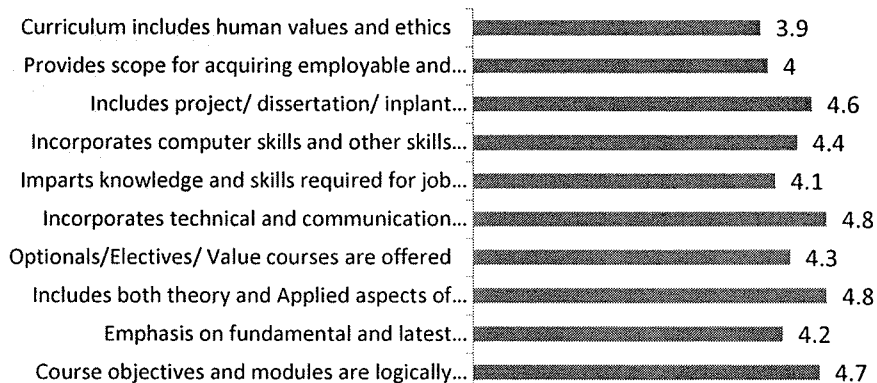 Curriculum includes human values and ethics 3.9
Provides scope for acquiring employable and... 4
Includes project/ dissertation/ inplant... 4.6
Incorporates computer skills and other skills... 4.4
Imparts knowledge and skills required for job... 4.1
Incorporates technical and communication... 4.8
Optionals/Electives/ Value courses are offered 4.3
Includes both theory and Applied aspects of... 4.8
Emphasis on fundamental and latest... 4.2
Course objectives and modules are logically... 4.7